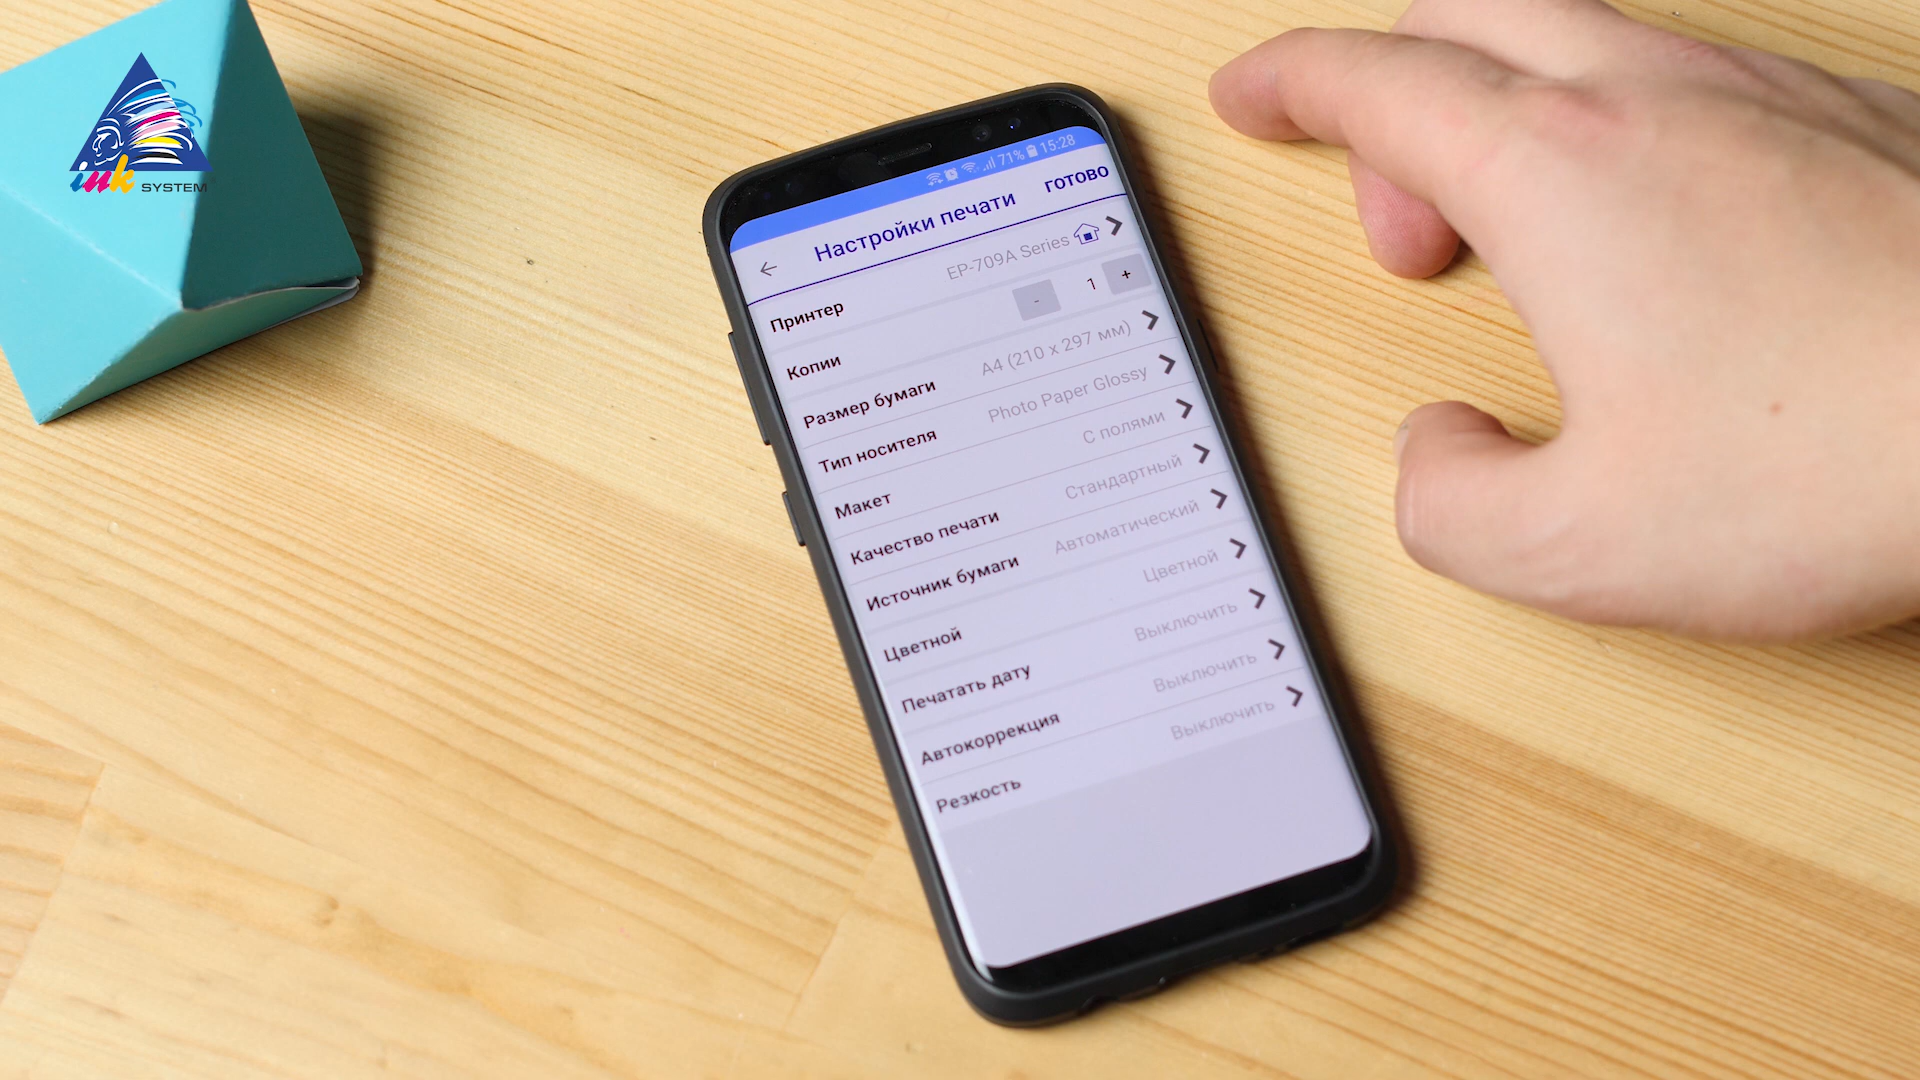 ink
SYSTEM
71% 15:28
Настройки печати ГОТОВО
Принтер EP-709A Series
Копии - 1 +
Размер бумаги A4 (210 x 297 мм)
Тип носителя Photo Paper Glossy
Макет С полями
Качество печати Стандартный
Источник бумаги Автоматический
Цветной Цветной
Печатать дату Выключить
Автокоррекция Выключить
Резкость Выключить